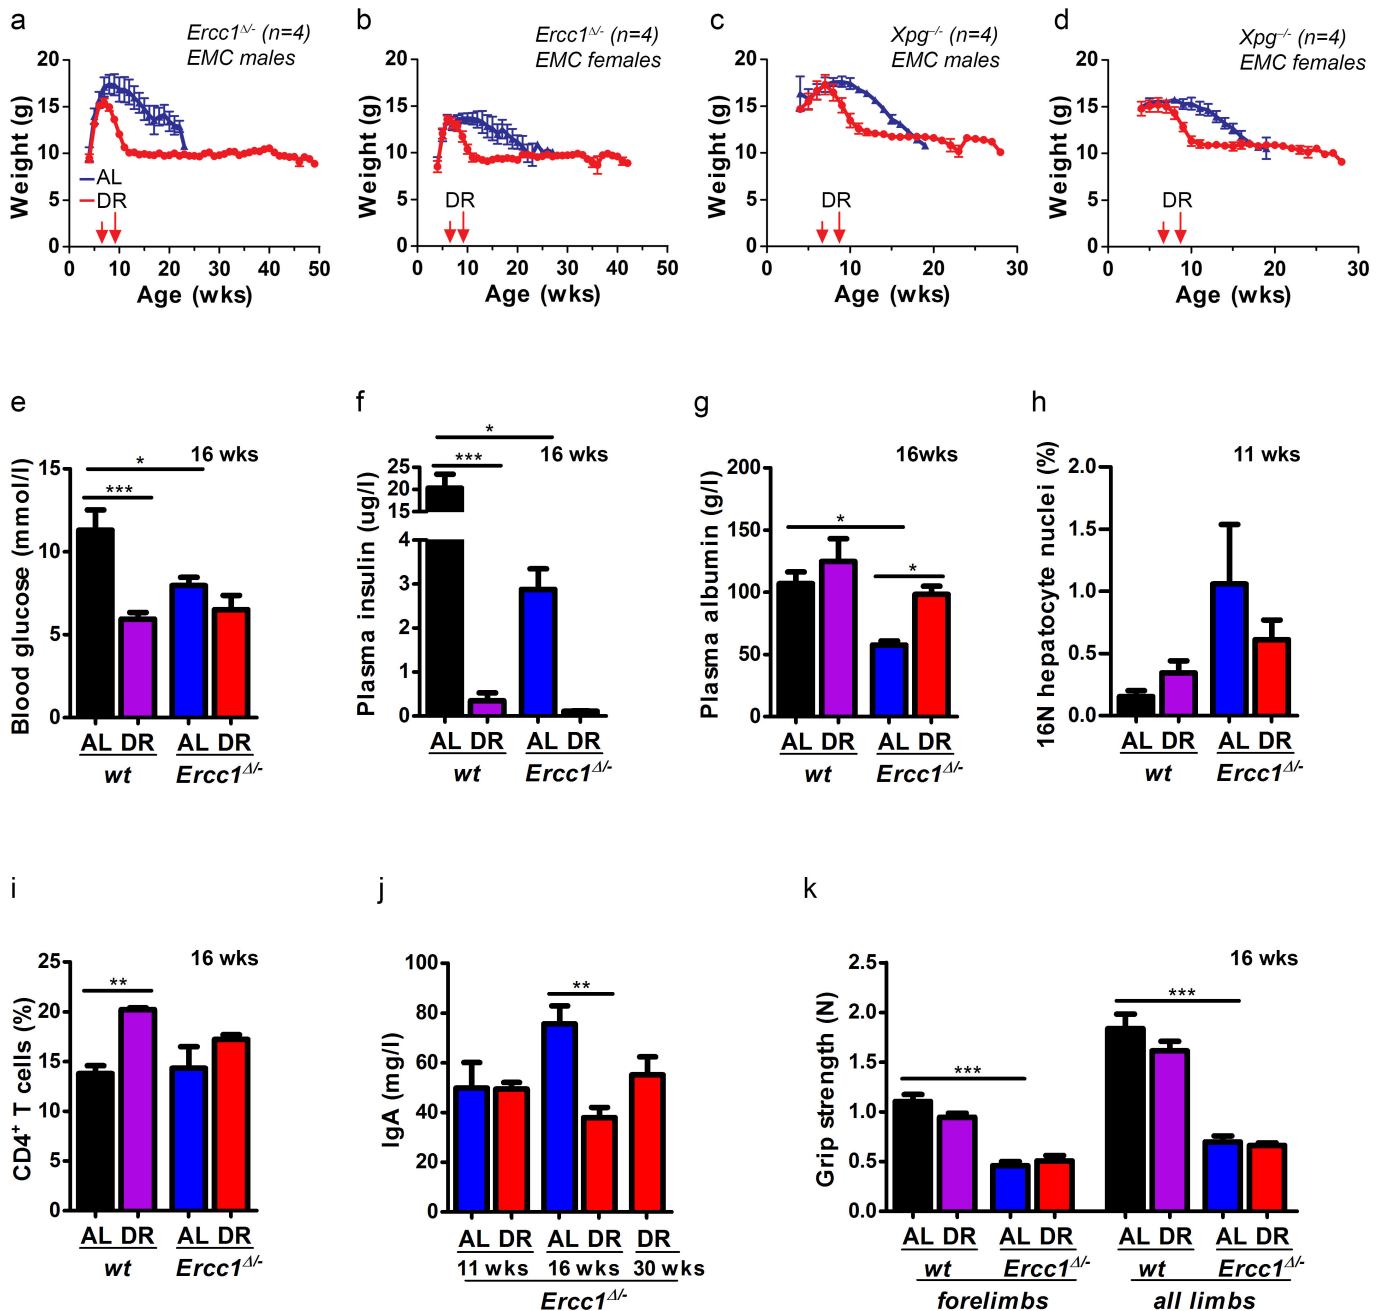 a
Ercc1Δ/- (n=4)
EMC males
Weight (g)
20
15
10
5
0
AL
DR
0 10 20 30 40 50
Age (wks)
b
Ercc1Δ/- (n=4)
EMC females
Weight (g)
20
15
10
5
0
DR
0 10 20 30 40 50
Age (wks)
c
Xpg–/– (n=4)
EMC males
Weight (g)
20
15
10
5
0
DR
0 10 20 30
Age (wks)
d
Xpg–/– (n=4)
EMC females
Weight (g)
20
15
10
5
0
DR
0 10 20 30
Age (wks)
e
16 wks
Blood glucose (mmol/l)
15
10
5
0
*
***
AL DR AL DR
wt Ercc1Δ/-
f
16 wks
Plasma insulin (ug/l)
25
20
15
4
3
2
1
0
*
***
AL DR AL DR
wt Ercc1Δ/-
g
16wks
Plasma albumin (g/l)
200
150
100
50
0
*
*
AL DR AL DR
wt Ercc1Δ/-
h
11 wks
16N hepatocyte nuclei (%)
2.0
1.5
1.0
0.5
0.0
AL DR AL DR
wt Ercc1Δ/-
i
16 wks
CD4+ T cells (%)
25
20
15
10
5
0
**
AL DR AL DR
wt Ercc1Δ/-
j
IgA (mg/l)
100
80
60
40
20
0
**
AL DR AL DR DR
11 wks 16 wks 30 wks
Ercc1Δ/-
k
16 wks
Grip strength (N)
2.5
2.0
1.5
1.0
0.5
0.0
***
***
AL DR AL DR AL DR AL DR
wt Ercc1Δ/- wt Ercc1Δ/-
forelimbs all limbs